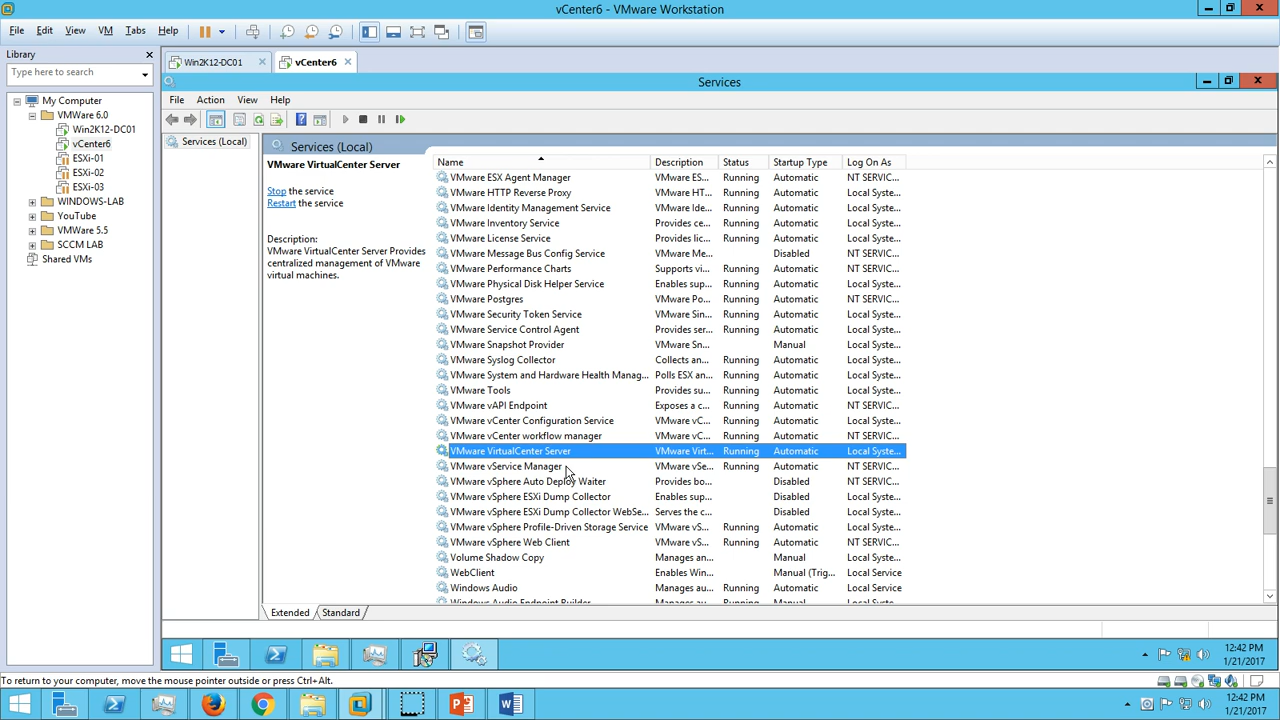 vCenter6 - VMware Workstation
File Edit View VM Tabs Help
Library
Type here to search
My Computer
VMWare 6.0
Win2K12-DC01
vCenter6
ESXi-01
ESXi-02
ESXi-03
WINDOWS-LAB
YouTube
VMWare 5.5
SCCM LAB
Shared VMs
Win2K12-DC01 vCenter6
Services
File Action View Help
Services (Local)
Services (Local)
VMware VirtualCenter Server
Stop the service
Restart the service
Description:
VMware VirtualCenter Server Provides
centralized management of VMware
virtual machines.
Name Description Status Startup Type Log On As
VMware ESX Agent Manager VMware ES... Running Automatic NT SERVIC...
VMware HTTP Reverse Proxy VMware HT... Running Automatic Local Syste...
VMware Identity Management Service VMware Ide... Running Automatic Local Syste...
VMware Inventory Service Provides ce... Running Automatic NT SERVIC...
VMware License Service Provides lic... Running Automatic NT SERVIC...
VMware Message Bus Config Service VMware Me... Disabled NT SERVIC...
VMware Performance Charts Supports vi... Running Automatic NT SERVIC...
VMware Physical Disk Helper Service Enables sup... Running Automatic Local Syste...
VMware Postgres VMware Po... Running Automatic NT SERVIC...
VMware Security Token Service VMware Sin... Running Automatic Local Syste...
VMware Service Control Agent Provides ser... Running Automatic Local Syste...
VMware Snapshot Provider VMware Sn... Manual Local Syste...
VMware Syslog Collector Collects an... Running Automatic Local Syste...
VMware System and Hardware Health Manag... Polls ESX an... Running Automatic Local Syste...
VMware Tools Provides su... Running Automatic Local Syste...
VMware vAPI Endpoint Exposes a c... Running Automatic NT SERVIC...
VMware vCenter Configuration Service VMware vC... Running Automatic Local Syste...
VMware vCenter workflow manager VMware vC... Running Automatic NT SERVIC...
VMware VirtualCenter Server VMware Virt... Running Automatic Local Syste...
VMware vService Manager VMware vSe... Running Automatic NT SERVIC...
VMware vSphere Auto Deploy Waiter Provides bo... Disabled Local Syste...
VMware vSphere ESXi Dump Collector Enables sup... Disabled Local Syste...
VMware vSphere ESXi Dump Collector WebSe... Serves the c... Disabled Local Syste...
VMware vSphere Profile-Driven Storage Service VMware vS... Running Automatic NT SERVIC...
VMware vSphere Web Client VMware vS... Running Automatic NT SERVIC...
Volume Shadow Copy Manages an... Manual Local Syste...
WebClient Enables Win... Manual (Trig... Local Service
Windows Audio Manages au... Running Automatic Local Service
Windows Audio Endpoint Builder Manages au... Running Manual Local Syste...
Extended Standard
12:42 PM
1/21/2017
To return to your computer, move the mouse pointer outside or press Ctrl+Alt.
12:42 PM
1/21/2017